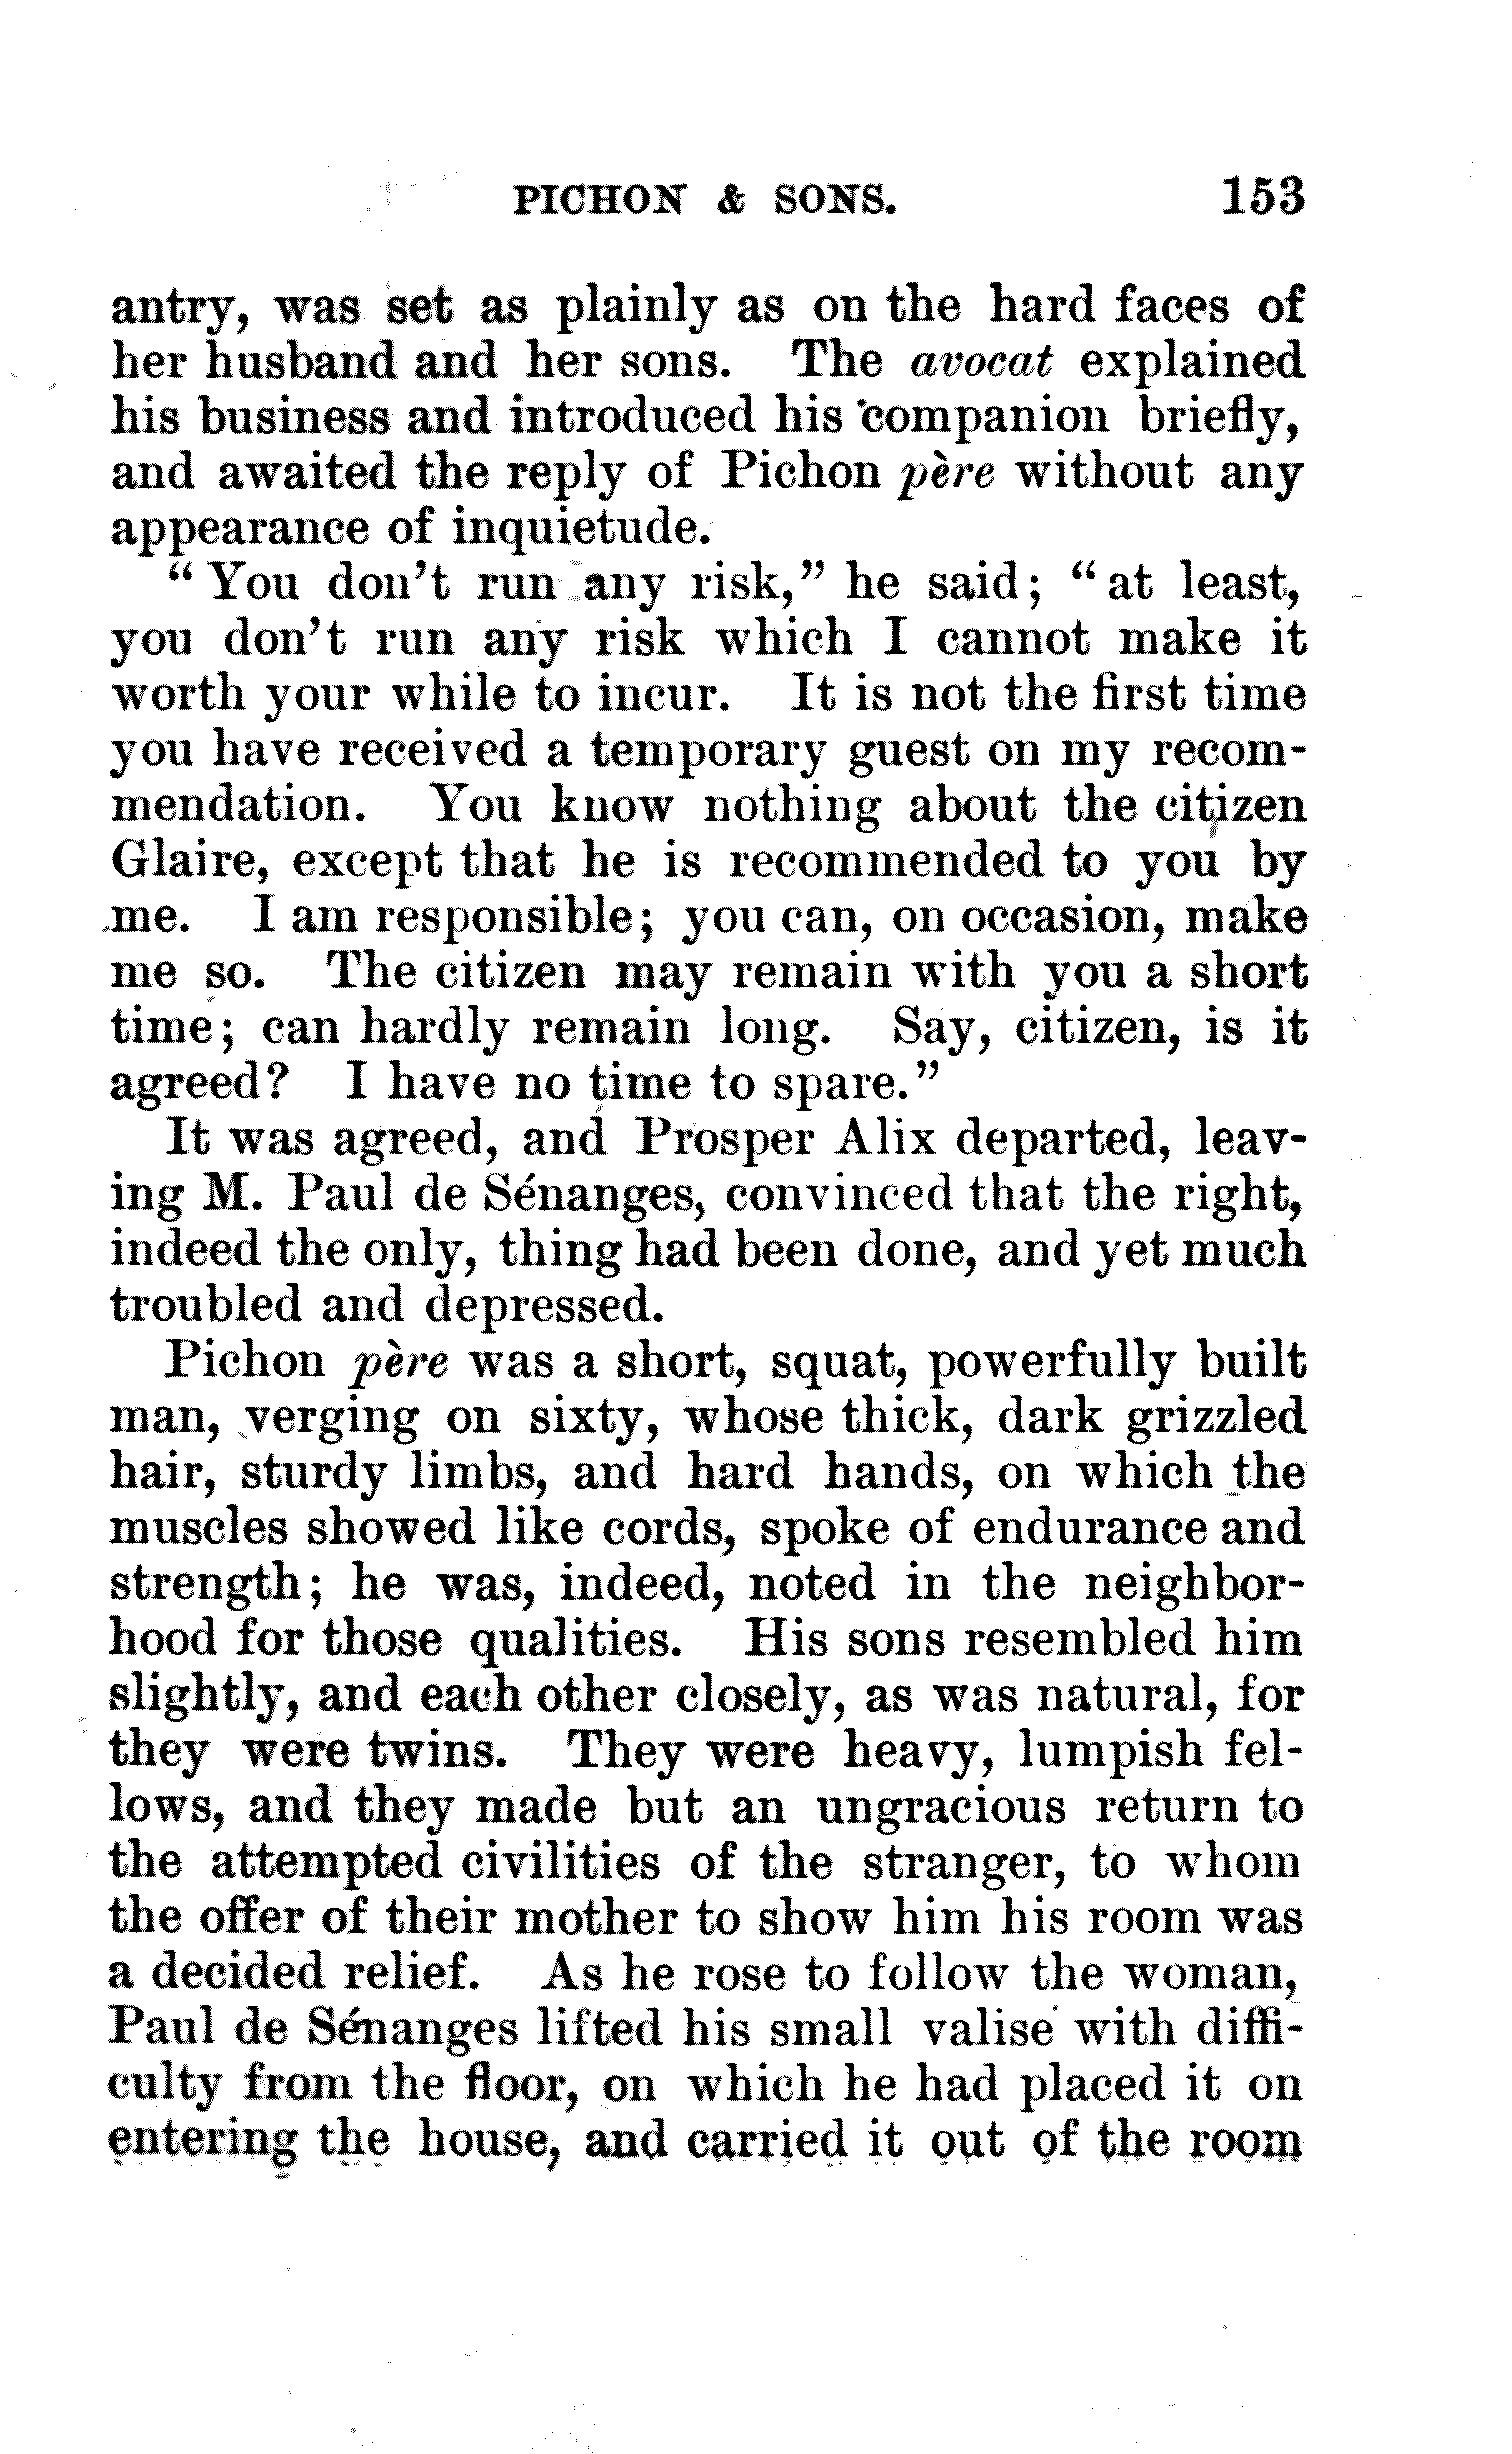 PICHON & SONS. 153
antry, was set as plainly as on the hard faces of
her husband and her sons. The avocat explained
his business and introduced his companion briefly,
and awaited the reply of Pichon père without any
appearance of inquietude.
“You don’t run any risk,” he said; “at least,
you don’t run any risk which I cannot make it
worth your while to incur. It is not the first time
you have received a temporary guest on my recom-
mendation. You know nothing about the citizen
Glaire, except that he is recommended to you by
me. I am responsible; you can, on occasion, make
me so. The citizen may remain with you a short
time; can hardly remain long. Say, citizen, is it
agreed? I have no time to spare.”
It was agreed, and Prosper Alix departed, leav-
ing M. Paul de Sénanges, convinced that the right,
indeed the only, thing had been done, and yet much
troubled and depressed.
Pichon père was a short, squat, powerfully built
man, verging on sixty, whose thick, dark grizzled
hair, sturdy limbs, and hard hands, on which the
muscles showed like cords, spoke of endurance and
strength; he was, indeed, noted in the neighbor-
hood for those qualities. His sons resembled him
slightly, and each other closely, as was natural, for
they were twins. They were heavy, lumpish fel-
lows, and they made but an ungracious return to
the attempted civilities of the stranger, to whom
the offer of their mother to show him his room was
a decided relief. As he rose to follow the woman,
Paul de Sénanges lifted his small valise with diffi-
culty from the floor, on which he had placed it on
entering the house, and carried it out of the room